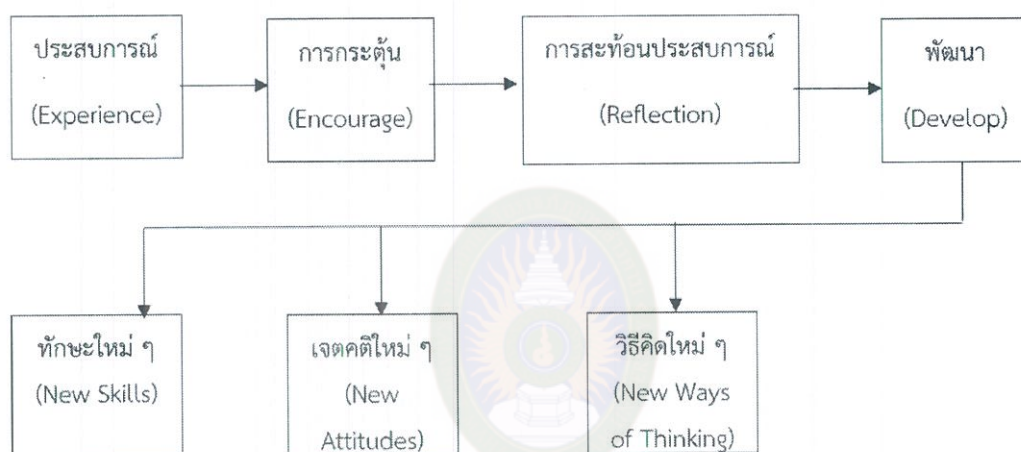 ประสบการณ์
(Experience)
การกระตุ้น
(Encourage)
การสะท้อนประสบการณ์
(Reflection)
พัฒนา
(Develop)
ทักษะใหม่ ๆ
(New Skills)
เจตคติใหม่ ๆ
(New
Attitudes)
วิธีคิดใหม่ ๆ
(New Ways
of Thinking)